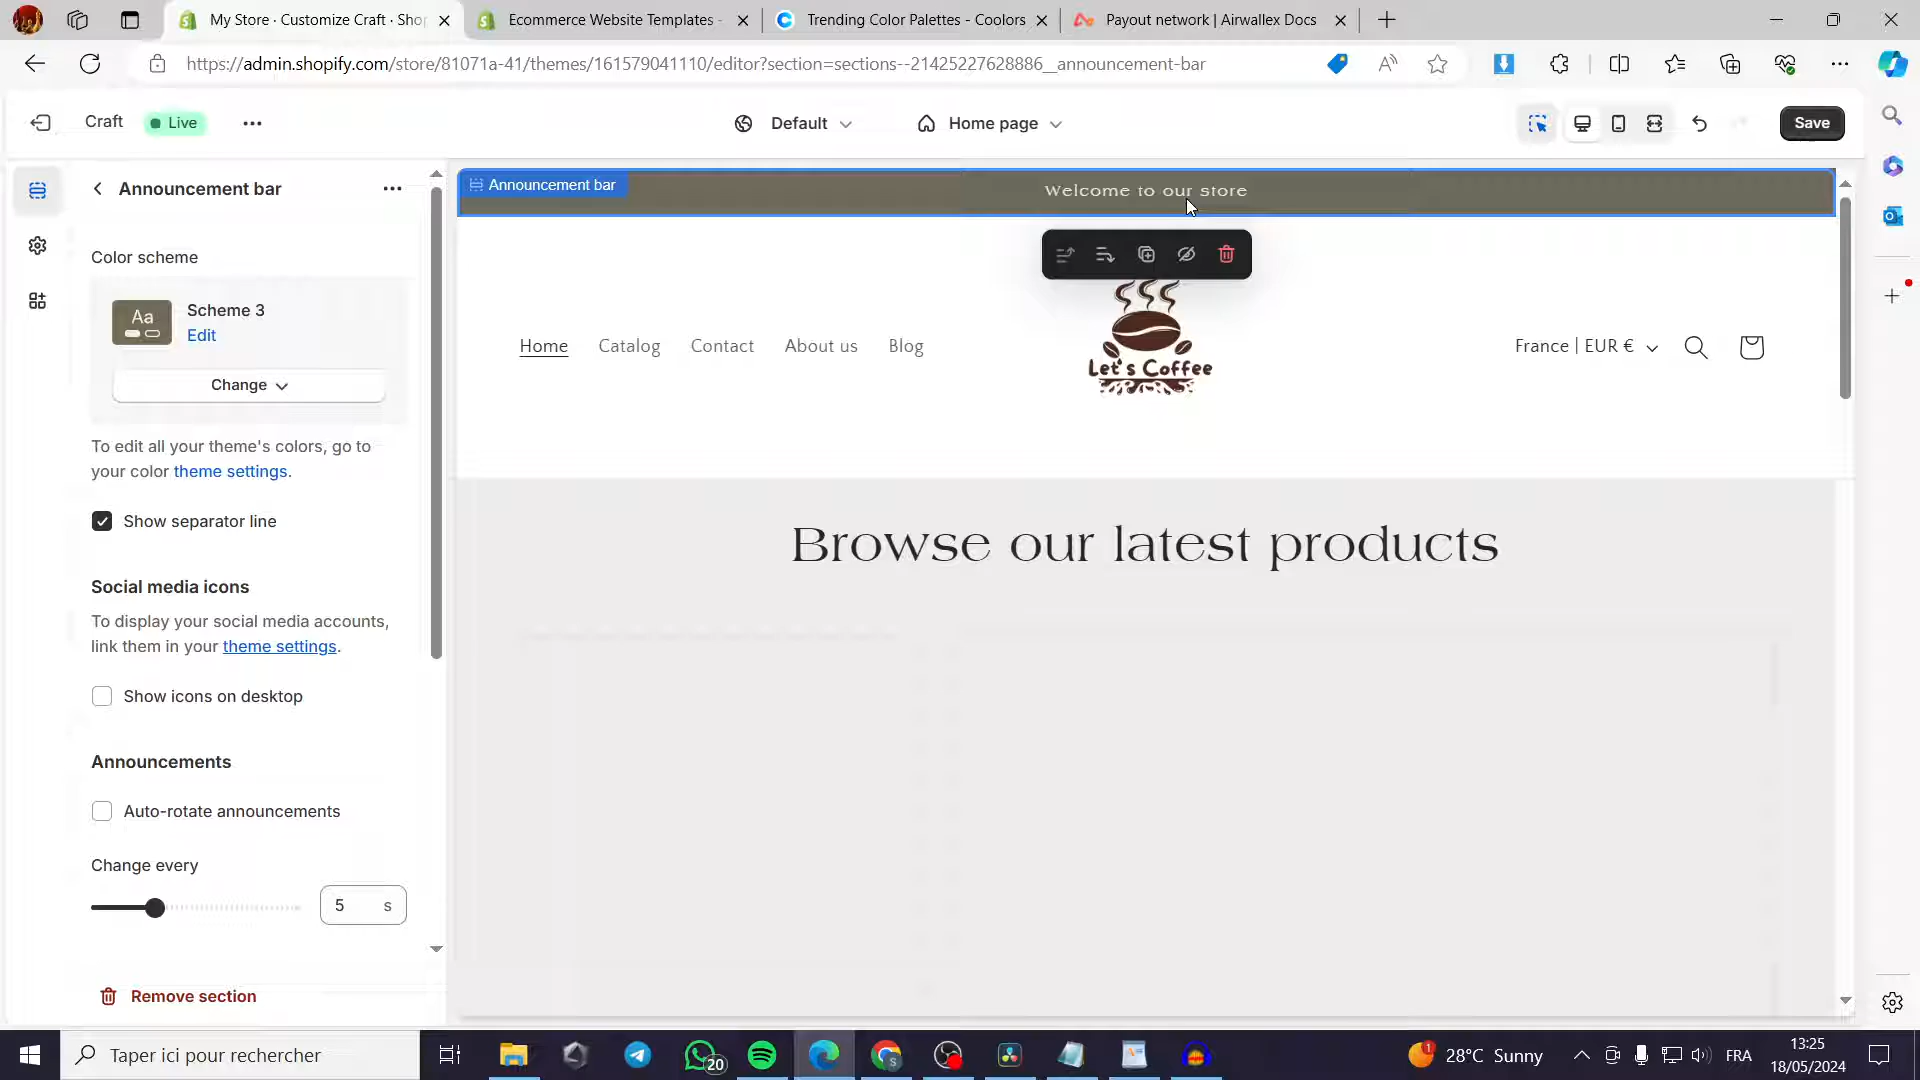 My Store · Customize Craft · Shop
Ecommerce Website Templates -
Trending Color Palettes - Coolors
Payout network | Airwallex Docs
https://admin.shopify.com/store/81071a-41/themes/161579041110/editor?section=sections--21425227628886__announcement-bar
Craft
Live
Default
Home page
Save
Announcement bar
Color scheme
Aa
Scheme 3
Edit
Change
To edit all your theme's colors, go to
your color theme settings.
Show separator line
Social media icons
To display your social media accounts,
link them in your theme settings.
Show icons on desktop
Announcements
Auto-rotate announcements
Change every
5 s
Remove section
Announcement bar
Welcome to our store
Home
Catalog
Contact
About us
Blog
Let's Coffee
France | EUR €
Browse our latest products
Taper ici pour rechercher
20
1
28°C Sunny
FRA
13:25
18/05/2024